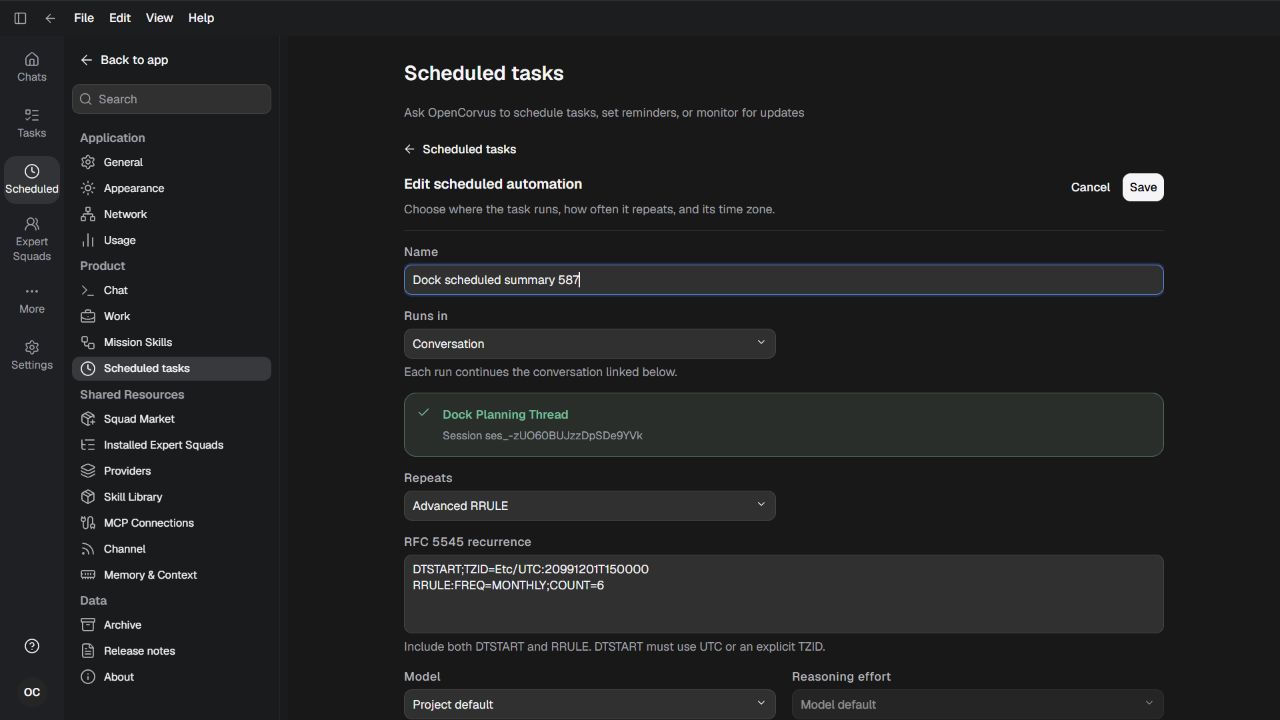 File Edit View Help
Chats
Tasks
Scheduled
Expert
Squads
More
Settings
OC
Back to app
Search
Application
General
Appearance
Network
Usage
Product
Chat
Work
Mission Skills
Scheduled tasks
Shared Resources
Squad Market
Installed Expert Squads
Providers
Skill Library
MCP Connections
Channel
Memory & Context
Data
Archive
Release notes
About
Scheduled tasks
Ask OpenCorvus to schedule tasks, set reminders, or monitor for updates
Scheduled tasks
Edit scheduled automation
Choose where the task runs, how often it repeats, and its time zone.
Cancel
Save
Name
Dock scheduled summary 587
Runs in
Conversation
Each run continues the conversation linked below.
Dock Planning Thread
Session ses_-zUO60BUJzzDpSDe9YVk
Repeats
Advanced RRULE
RFC 5545 recurrence
DTSTART;TZID=Etc/UTC:20991201T150000
RRULE:FREQ=MONTHLY;COUNT=6
Include both DTSTART and RRULE. DTSTART must use UTC or an explicit TZID.
Model
Project default
Reasoning effort
Model default